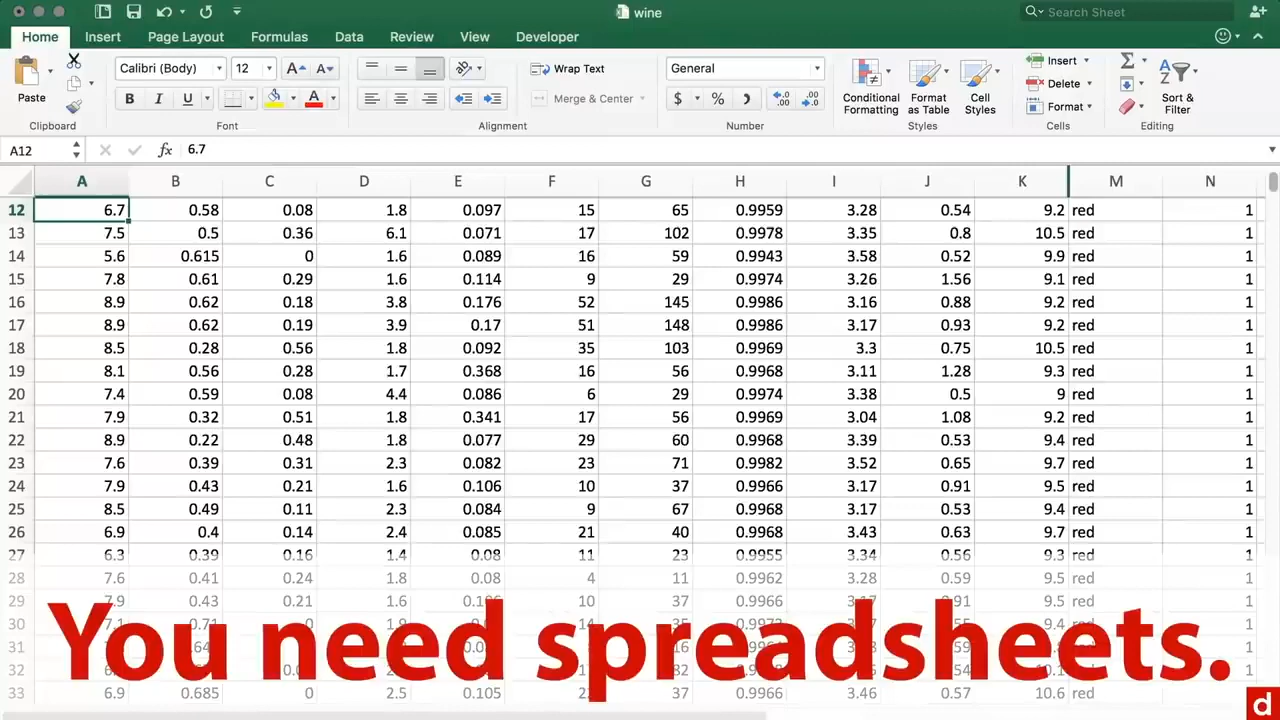 wine
Search Sheet
Home Insert Page Layout Formulas Data Review View Developer
Paste Calibri (Body) 12 A A Wrap Text General Conditional Formatting Format as Table Cell Styles Insert Delete Format Sort & Filter
B I U A Merge & Center $ % )
Clipboard Font Alignment Number Styles Cells Editing
A12 fx 6.7
A B C D E F G H I J K M N
12 6.7 0.58 0.08 1.8 0.097 15 65 0.9959 3.28 0.54 9.2 red 1
13 7.5 0.5 0.36 6.1 0.071 17 102 0.9978 3.35 0.8 10.5 red 1
14 5.6 0.615 0 1.6 0.089 16 59 0.9943 3.58 0.52 9.9 red 1
15 7.8 0.61 0.29 1.6 0.114 9 29 0.9974 3.26 1.56 9.1 red 1
16 8.9 0.62 0.18 3.8 0.176 52 145 0.9986 3.16 0.88 9.2 red 1
17 8.9 0.62 0.19 3.9 0.17 51 148 0.9986 3.17 0.93 9.2 red 1
18 8.5 0.28 0.56 1.8 0.092 35 103 0.9969 3.3 0.75 10.5 red 1
19 8.1 0.56 0.28 1.7 0.368 16 56 0.9968 3.11 1.28 9.3 red 1
20 7.4 0.59 0.08 4.4 0.086 6 29 0.9974 3.38 0.5 9 red 1
21 7.9 0.32 0.51 1.8 0.341 17 56 0.9969 3.04 1.08 9.2 red 1
22 8.9 0.22 0.48 1.8 0.077 29 60 0.9968 3.39 0.53 9.4 red 1
23 7.6 0.39 0.31 2.3 0.082 23 71 0.9982 3.52 0.65 9.7 red 1
24 7.9 0.43 0.21 1.6 0.106 10 37 0.9966 3.17 0.91 9.5 red 1
25 8.5 0.49 0.11 2.3 0.084 9 67 0.9968 3.17 0.53 9.4 red 1
26 6.9 0.4 0.14 2.4 0.085 21 40 0.9968 3.43 0.63 9.7 red 1
27 6.3 0.39 0.16 1.4 0.08 11 23 0.9955 3.34 0.56 9.3 red 1
28 7.6 0.41 0.24 1.8 0.08 4 11 0.9962 3.28 0.59 9.5 red 1
29 7.9 0.43 0.21 1.6 10 37 0.9966 9.5 red 1
30
31
32
33 6.9 0.685 0 2.5 0.105 37 0.9966 3.46 0.57 10.6 red 1
You need spreadsheets.
d